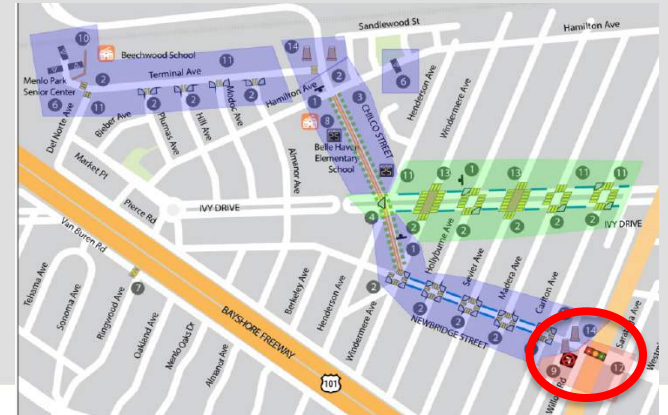 Sandlewood St
Hamilton Ave
10
14
Beechwood School
11
Terminal Ave
2
Menlo Park
Senior Center
2
6
11
2
2
2
2
Hamilton Ave
1
3
6
Henderson Ave
Windermere Ave
Del Norte Ave
Bieber Ave
Plumas Ave
Hill Ave
Modoc Ave
8
CHILCO STREET
Belle Haven
Elementary
School
Almanor Ave
Market Pl
11
13
1
13
11
11
Pierce Rd
IVY DRIVE
4
2
2
2
2
2
IVY DRIVE
Van Buren Rd
1
Hollyburne Ave
Sevier Ave
Madera Ave
Carlton Ave
Tehama Ave
Sonoma Ave
Ringwood Ave
7
Oakland Ave
Menlo Oaks Dr
Almanor Ave
BAYSHORE FREEWAY
Berkeley Ave
Henderson Ave
Windermere Ave
2
2
2
2
2
NEWBRIDGE STREET
14
9
12
Willow Rd
101